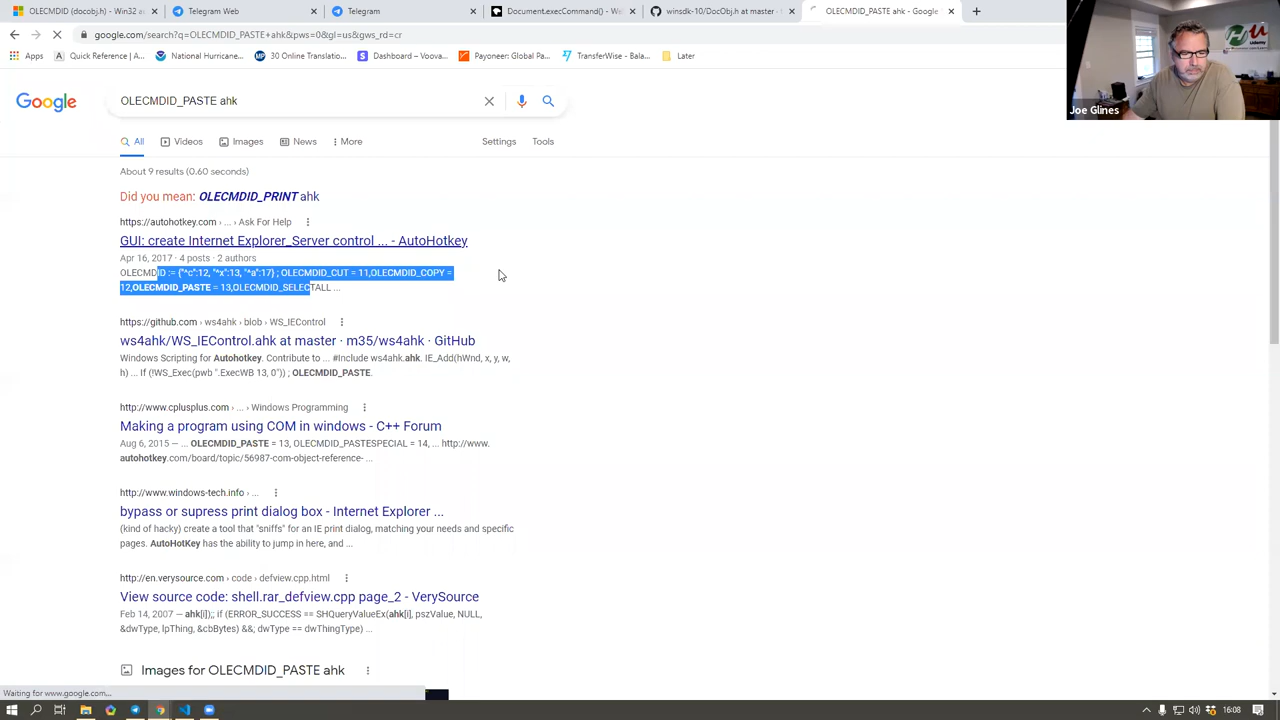 OLECMDID (docobj.h) - Win32 a
Telegram Web
Telegram
Document.execCommand() - We
winsdk-10/DocObj.h at master ·
OLECMDID_PASTE ahk - Google
google.com/search?q=OLECMDID_PASTE+ahk&pws=0&gl=us&gws_rd=cr
Apps
Quick Reference | A...
National Hurricane...
30 Online Translatio...
Dashboard – Voova...
Payoneer: Global Pa...
TransferWise - Bala...
Later
Joe Glines
Google
OLECMDID_PASTE ahk
All
Videos
Images
News
More
Settings
Tools
About 9 results (0.60 seconds)
Did you mean: OLECMDID_PRINT ahk
https://autohotkey.com › ... › Ask For Help
GUI: create Internet Explorer_Server control ... - AutoHotkey
Apr 16, 2017 · 4 posts · 2 authors
OLECMDID := {"^c":12, "^x":13, "^a":17} ; OLECMDID_CUT = 11,OLECMDID_COPY =
12,OLECMDID_PASTE = 13,OLECMDID_SELECTALL ...
https://github.com › ws4ahk › blob › WS_IEControl
ws4ahk/WS_IEControl.ahk at master · m35/ws4ahk · GitHub
Windows Scripting for Autohotkey. Contribute to ... #Include ws4ahk.ahk. IE_Add(hWnd, x, y, w,
h) ... If (!WS_Exec(pwb ".ExecWB 13, 0")) ; OLECMDID_PASTE.
http://www.cplusplus.com › ... › Windows Programming
Making a program using COM in windows - C++ Forum
Aug 6, 2015 — ... OLECMDID_PASTE = 13, OLECMDID_PASTESPECIAL = 14, ... http://www.
autohotkey.com/board/topic/56987-com-object-reference- ...
http://www.windows-tech.info › ...
bypass or supress print dialog box - Internet Explorer ...
(kind of hacky) create a tool that "sniffs" for an IE print dialog, matching your needs and specific
pages. AutoHotKey has the ability to jump in here, and ...
http://en.verysource.com › code › defview.cpp.html
View source code: shell.rar_defview.cpp page_2 - VerySource
Feb 14, 2007 — ahk[i]);; if (ERROR_SUCCESS == SHQueryValueEx(ahk[i], pszValue, NULL,
&dwType, lpThing, &cbBytes) &&; dwType == dwThingType) ...
Images for OLECMDID_PASTE ahk
Waiting for www.google.com...
16:08